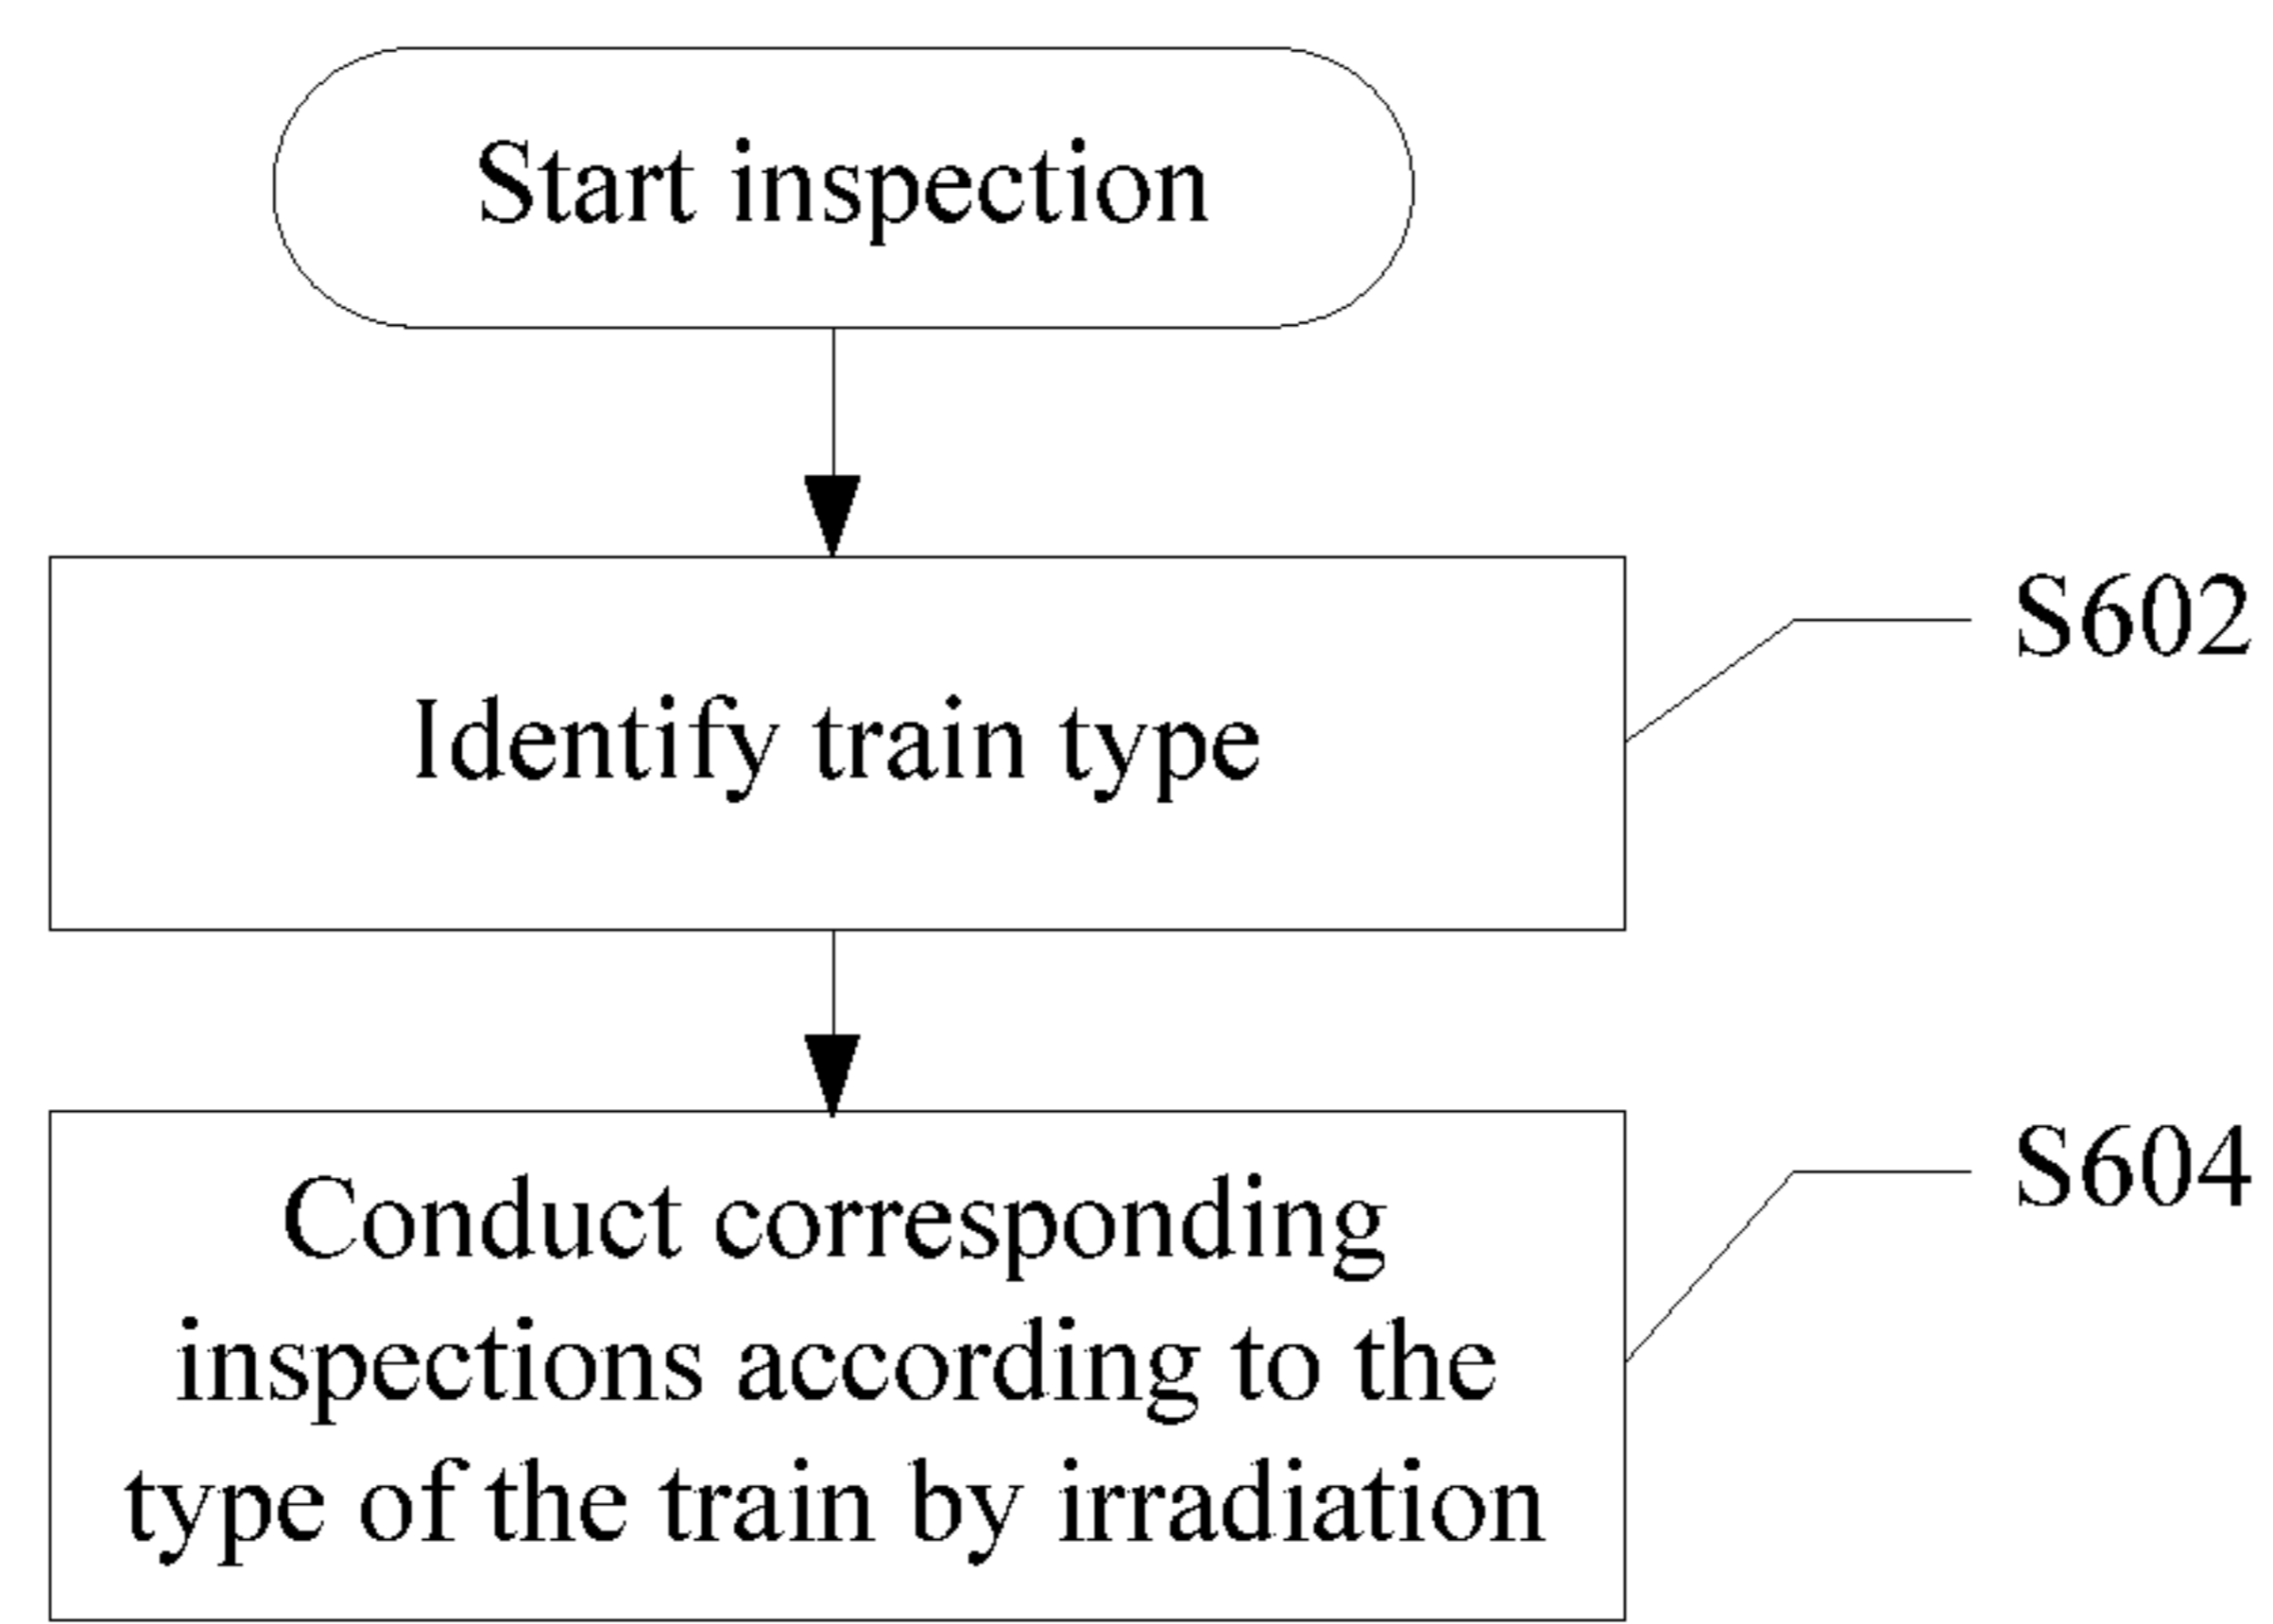 Start inspection
Identify train type
S602
Conduct corresponding
inspections according to the
type of the train by irradiation
S604